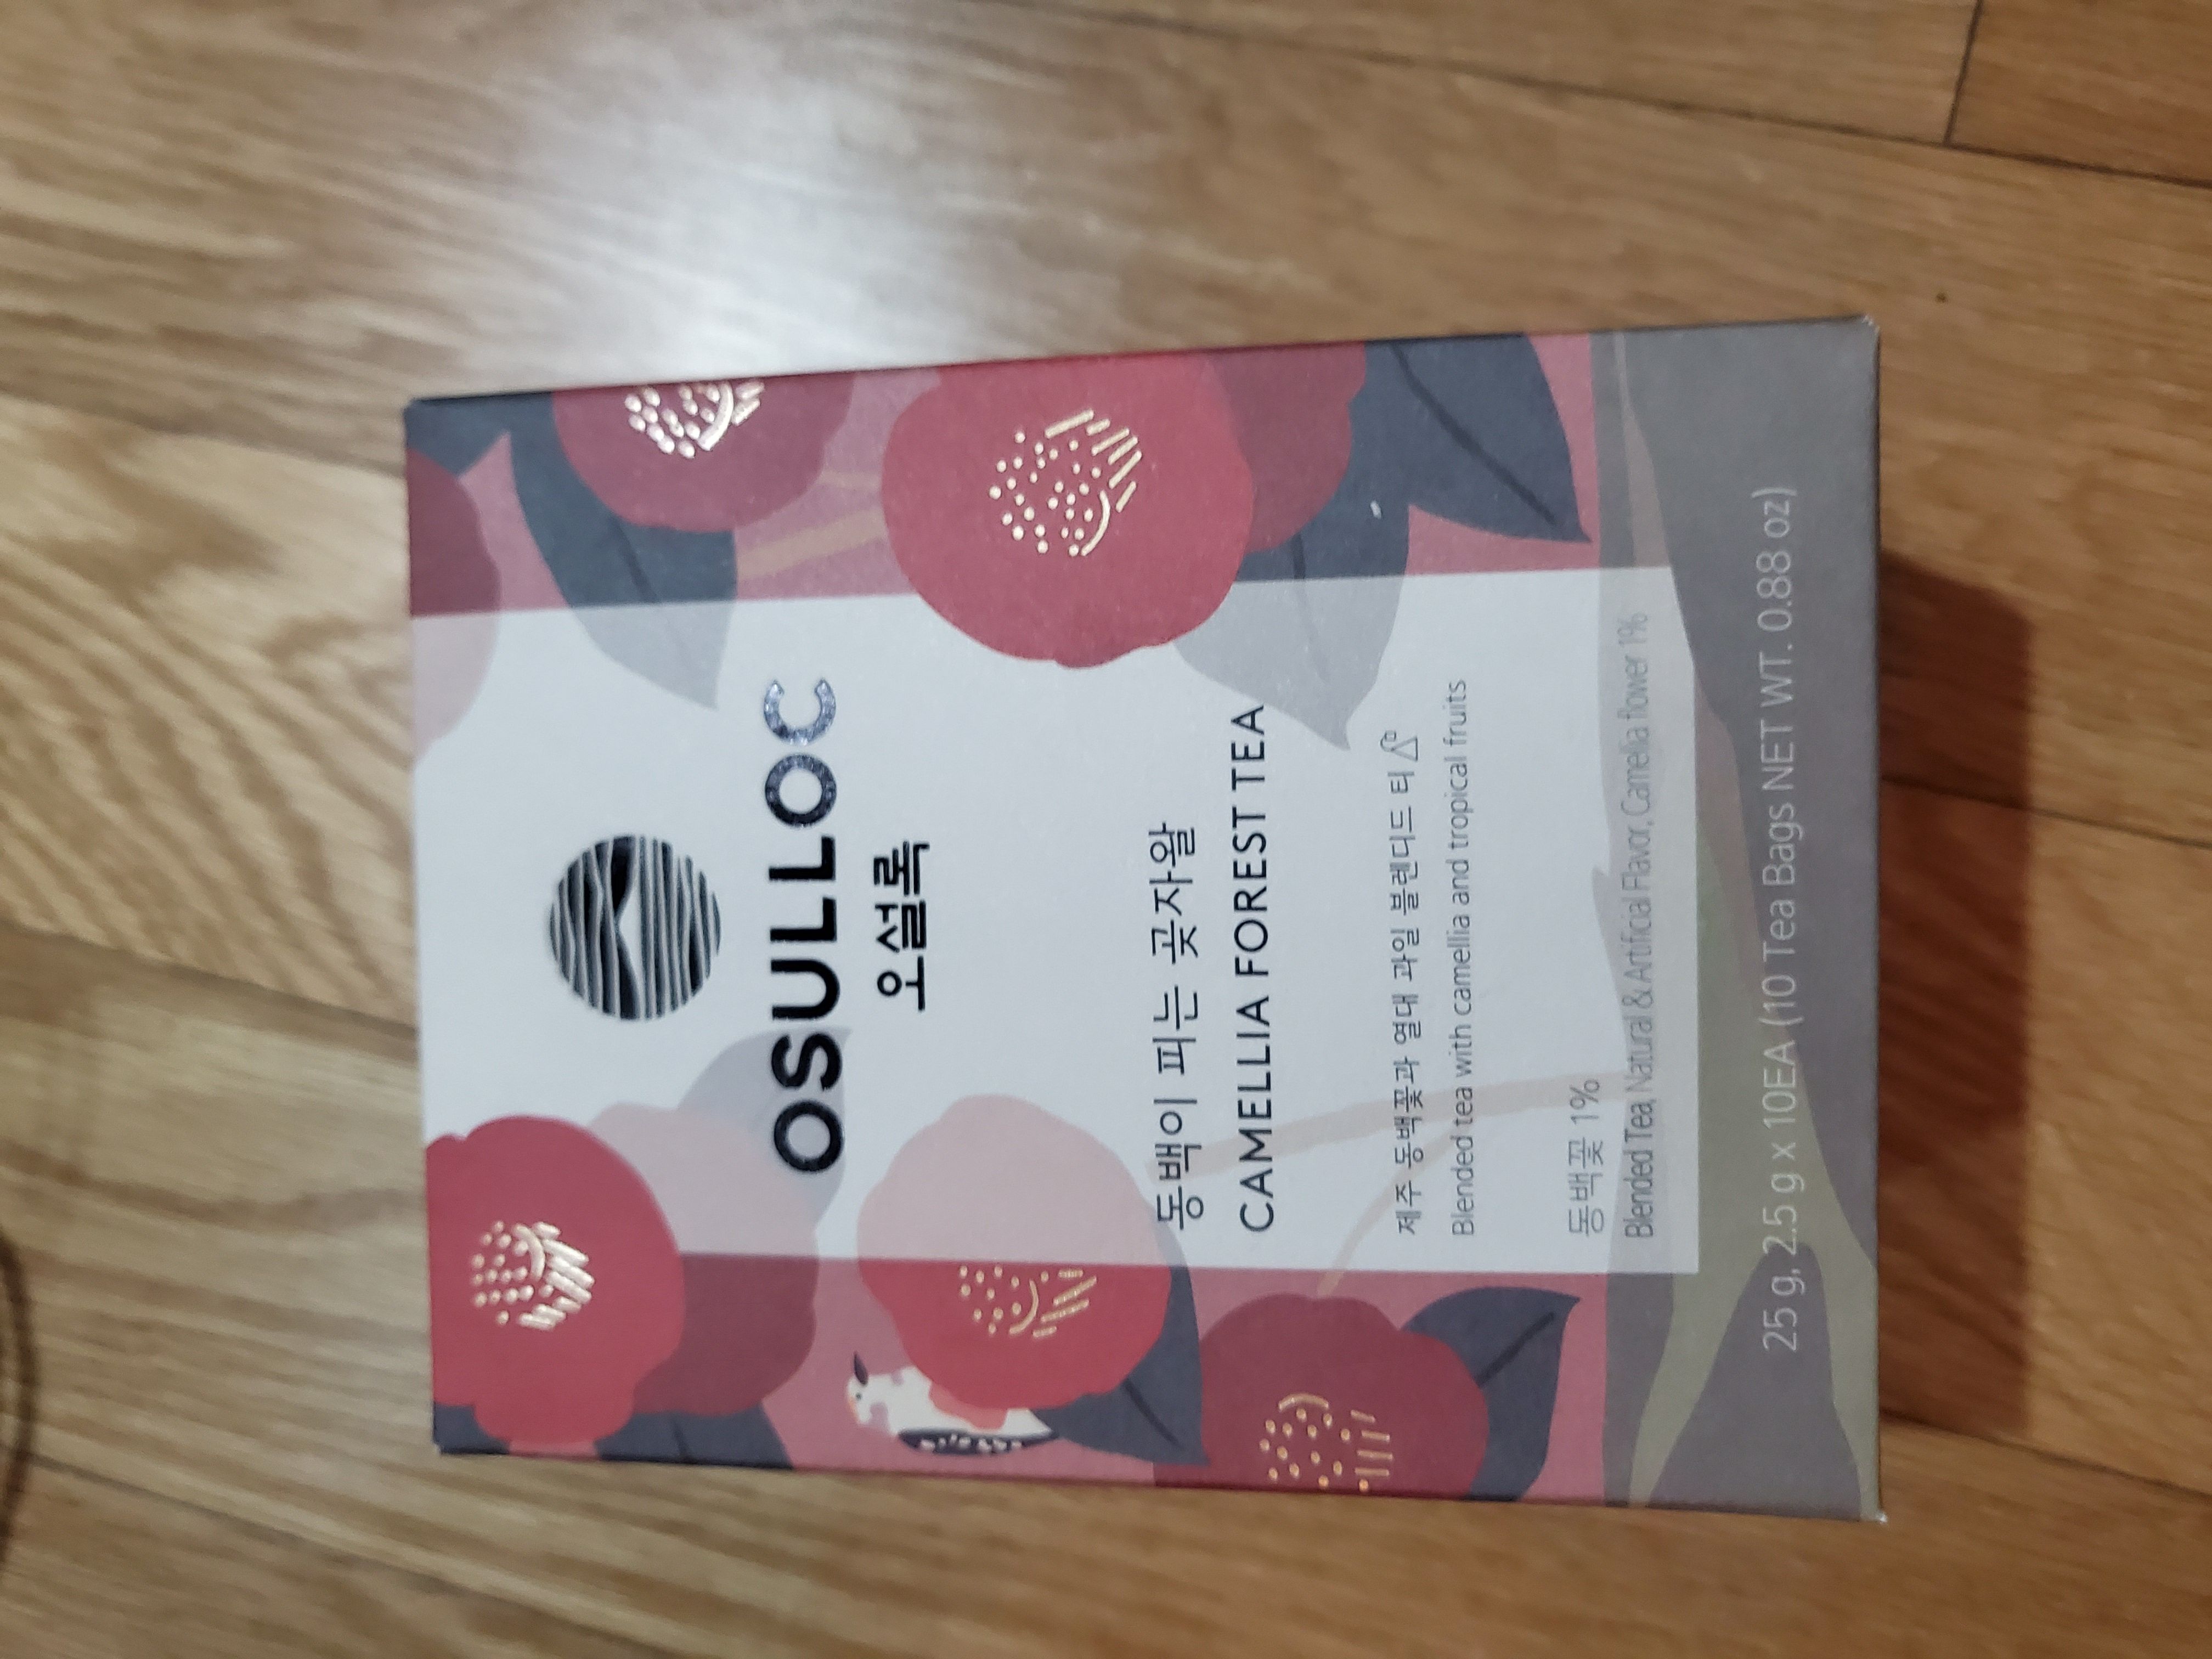 OSULLOC
오설록
동백이 피는 곶자왈
CAMELLIA FOREST TEA
제주 동백꽃과 열대 과일 블렌디드 티
Blended tea with camellia and tropical fruits
동백꽃 1%
Blended Tea, Natural & Artificial Flavor, Camellia flower 1%
25 g, 2.5 g x 10EA (10 Tea Bags NET WT. 0.88 oz)